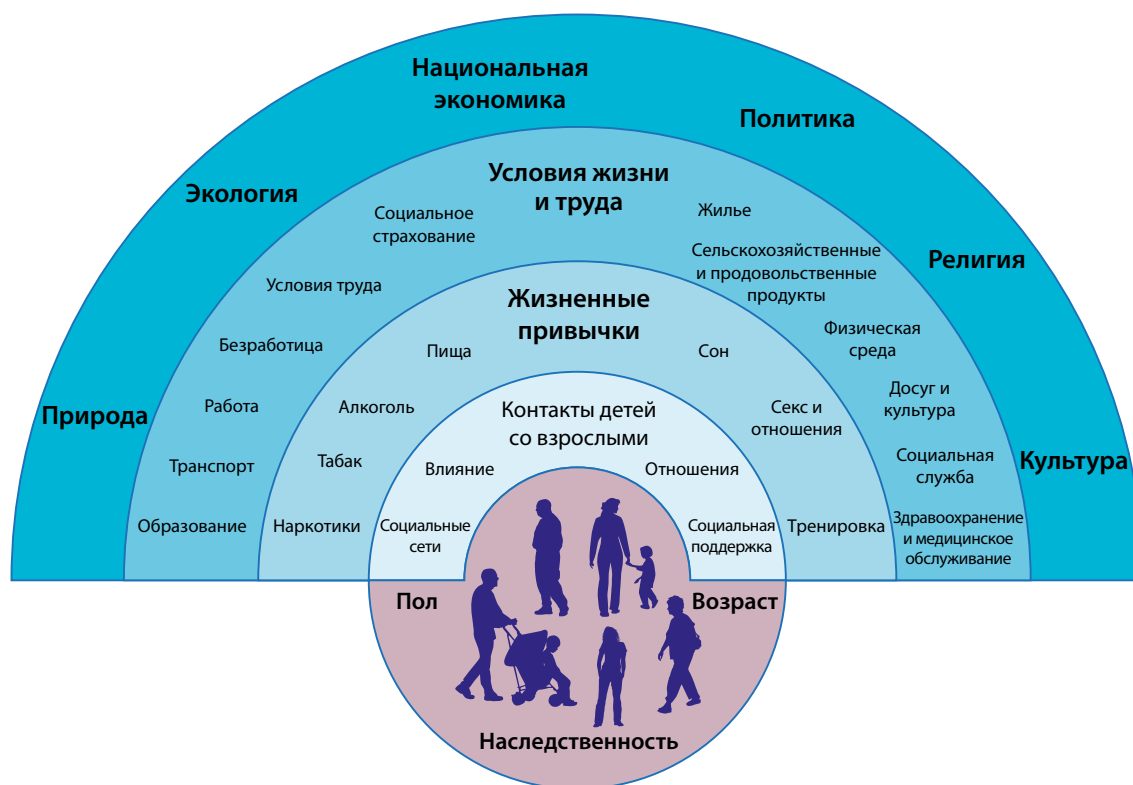 Национальная
экономика
Политика
Экология
Религия
Природа
Культура
Условия жизни
и труда
Социальное
страхование
Жилье
Сельскохозяйственные
и продовольственные
продукты
Условия труда
Физическая
среда
Безработица
Досуг и
культура
Работа
Социальная
служба
Транспорт
Образование
Здравоохранение
и медицинское
обслуживание
Жизненные
привычки
Пища
Сон
Алкоголь
Секс и
отношения
Табак
Наркотики
Тренировка
Контакты детей
со взрослыми
Влияние
Отношения
Социальные
сети
Социальная
поддержка
Пол
Возраст
Наследственность